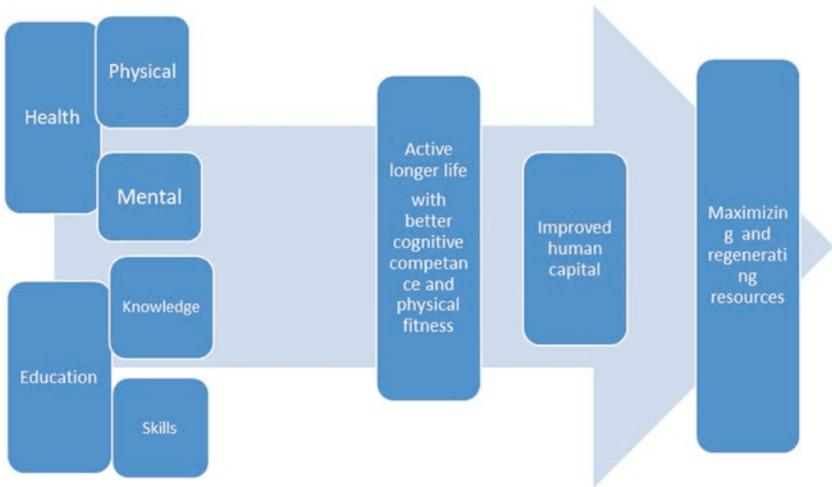 Health
Physical
Mental
Education
Knowledge
Skills
Active
longer life
with
better
cognitive
competan
ce and
physical
fitness
Improved
human
capital
Maximizin
g and
regenerati
ng
resources